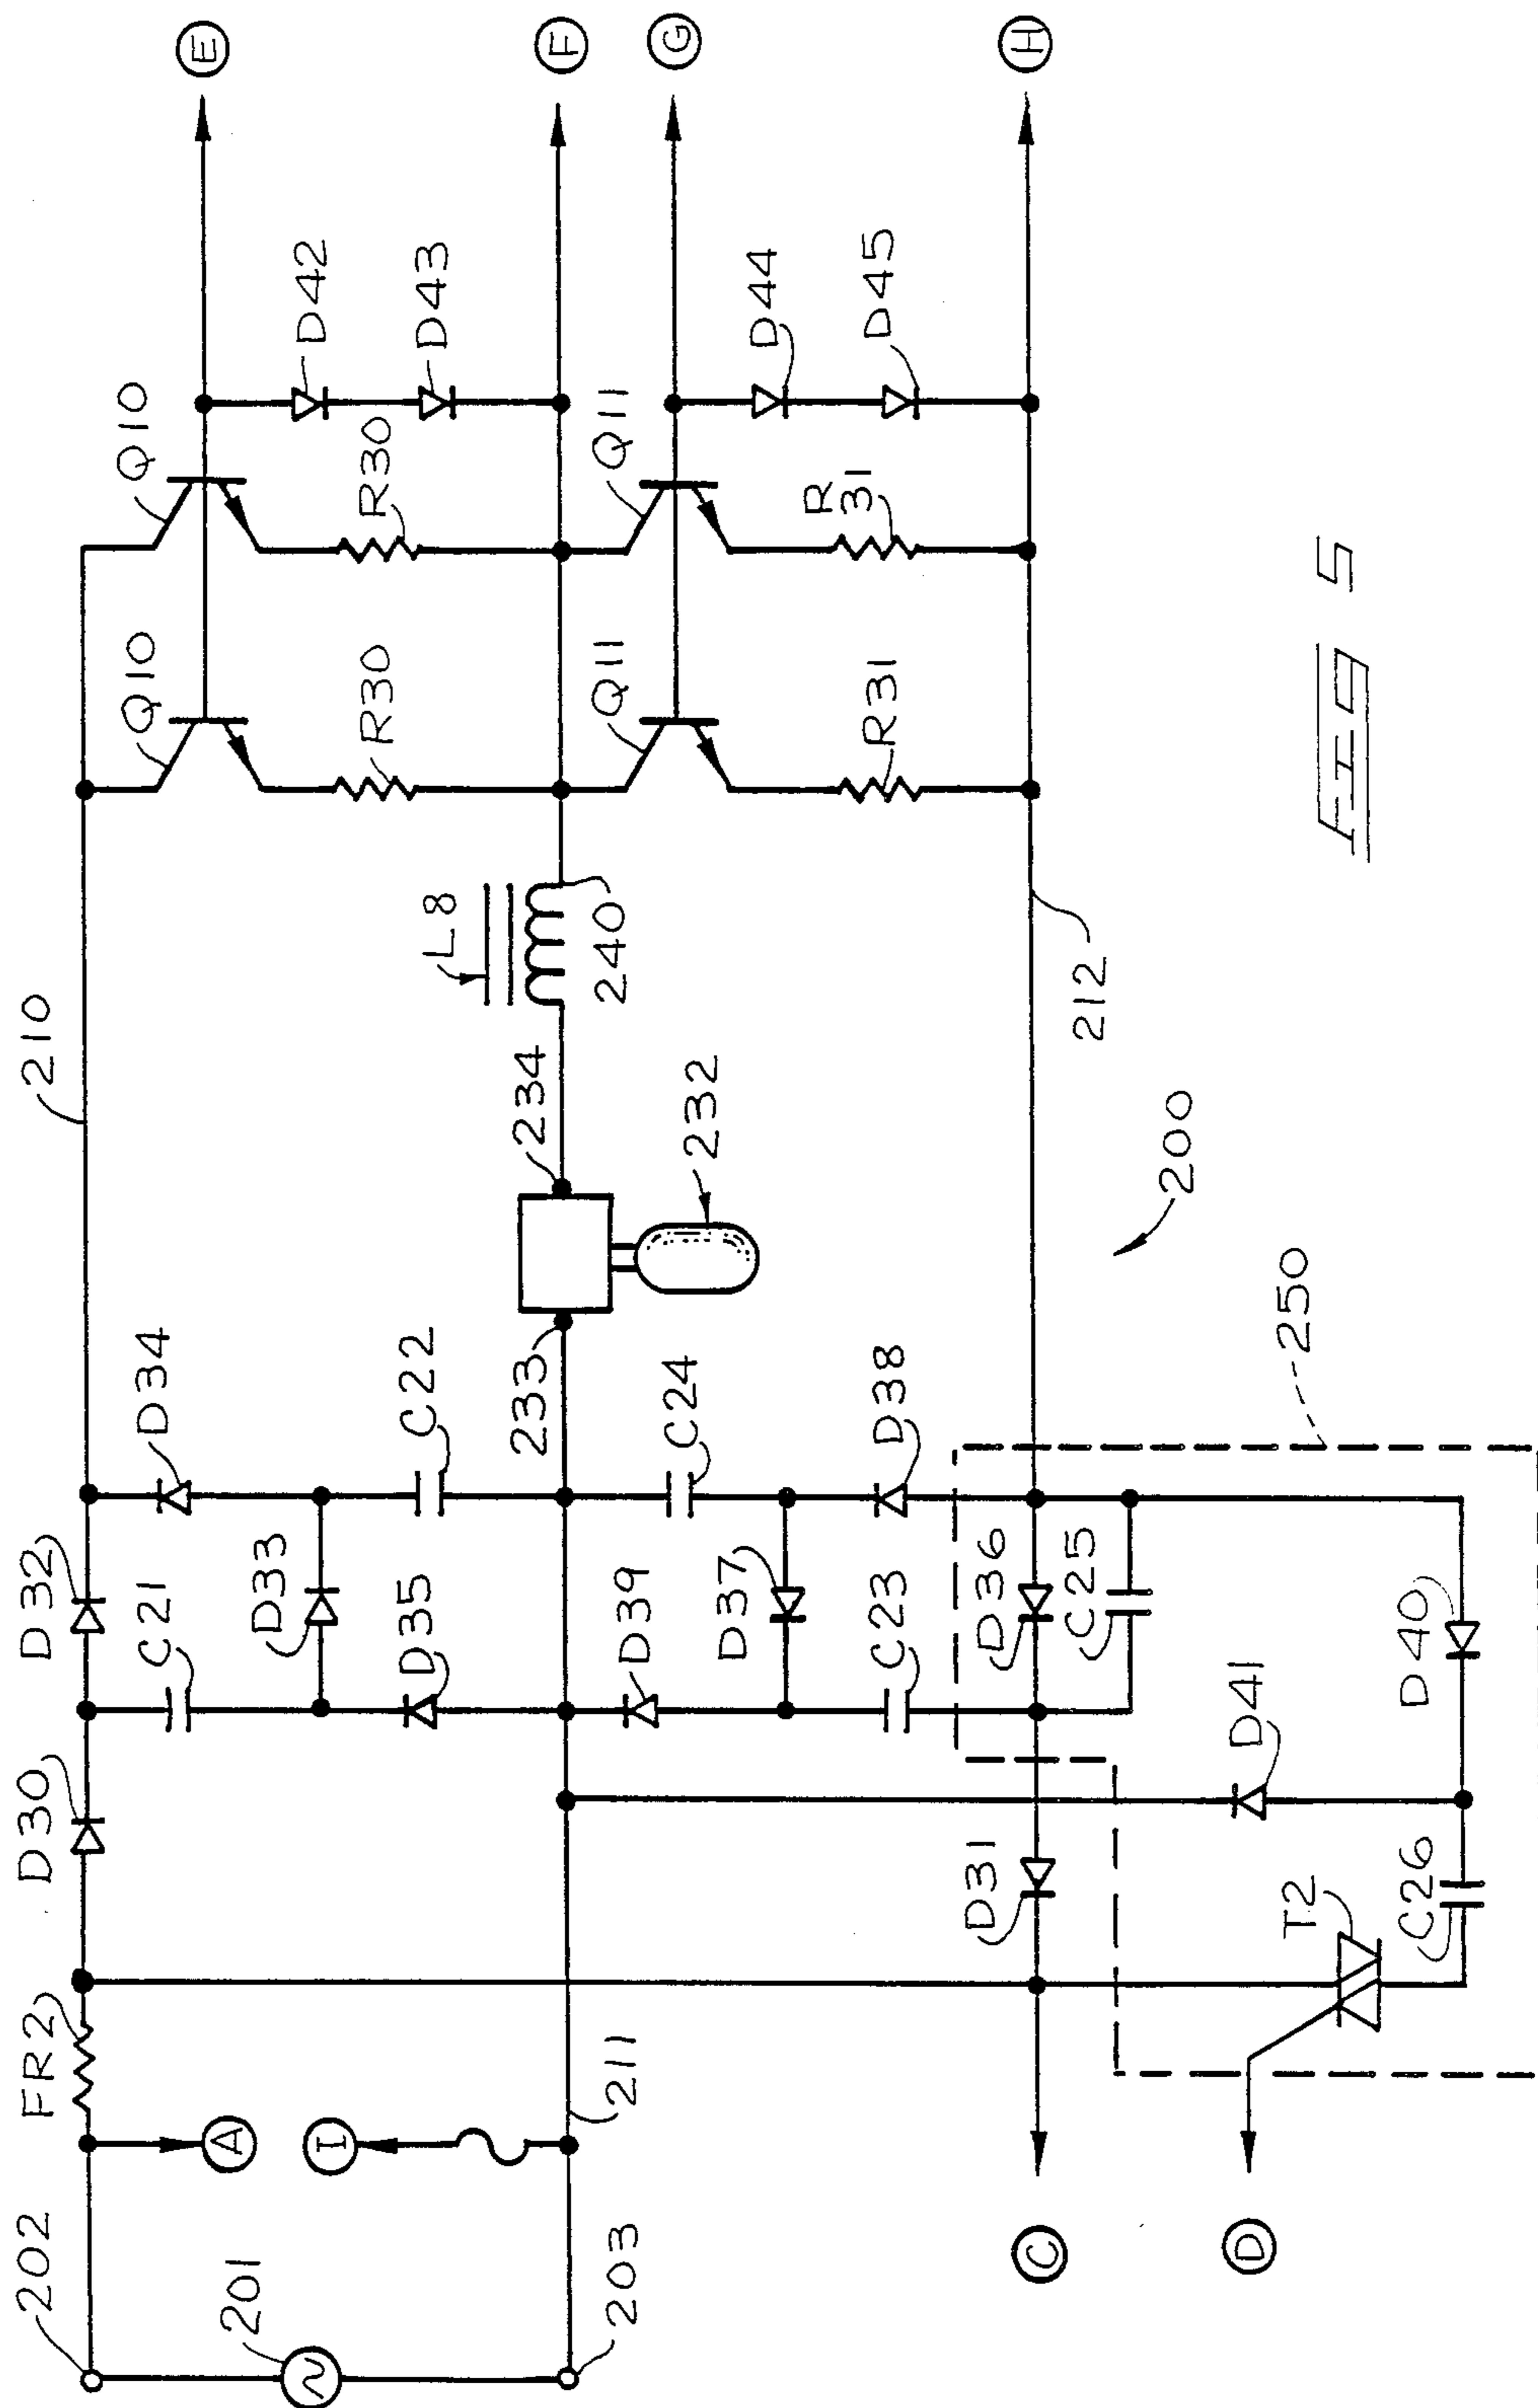 202
201
203
FR2
A
I
211
C
D
D30
D32
C21
D33
D35
D34
C22
D39
D37
C23
C24
D38
D31
D36
C25
D41
D40
T2
C26
250
233
234
232
L8
240
210
212
200
Q10
Q10
R30
R30
Q11
Q11
R31
R
31
D42
D43
D44
D45
E
F
G
H
FIG 5